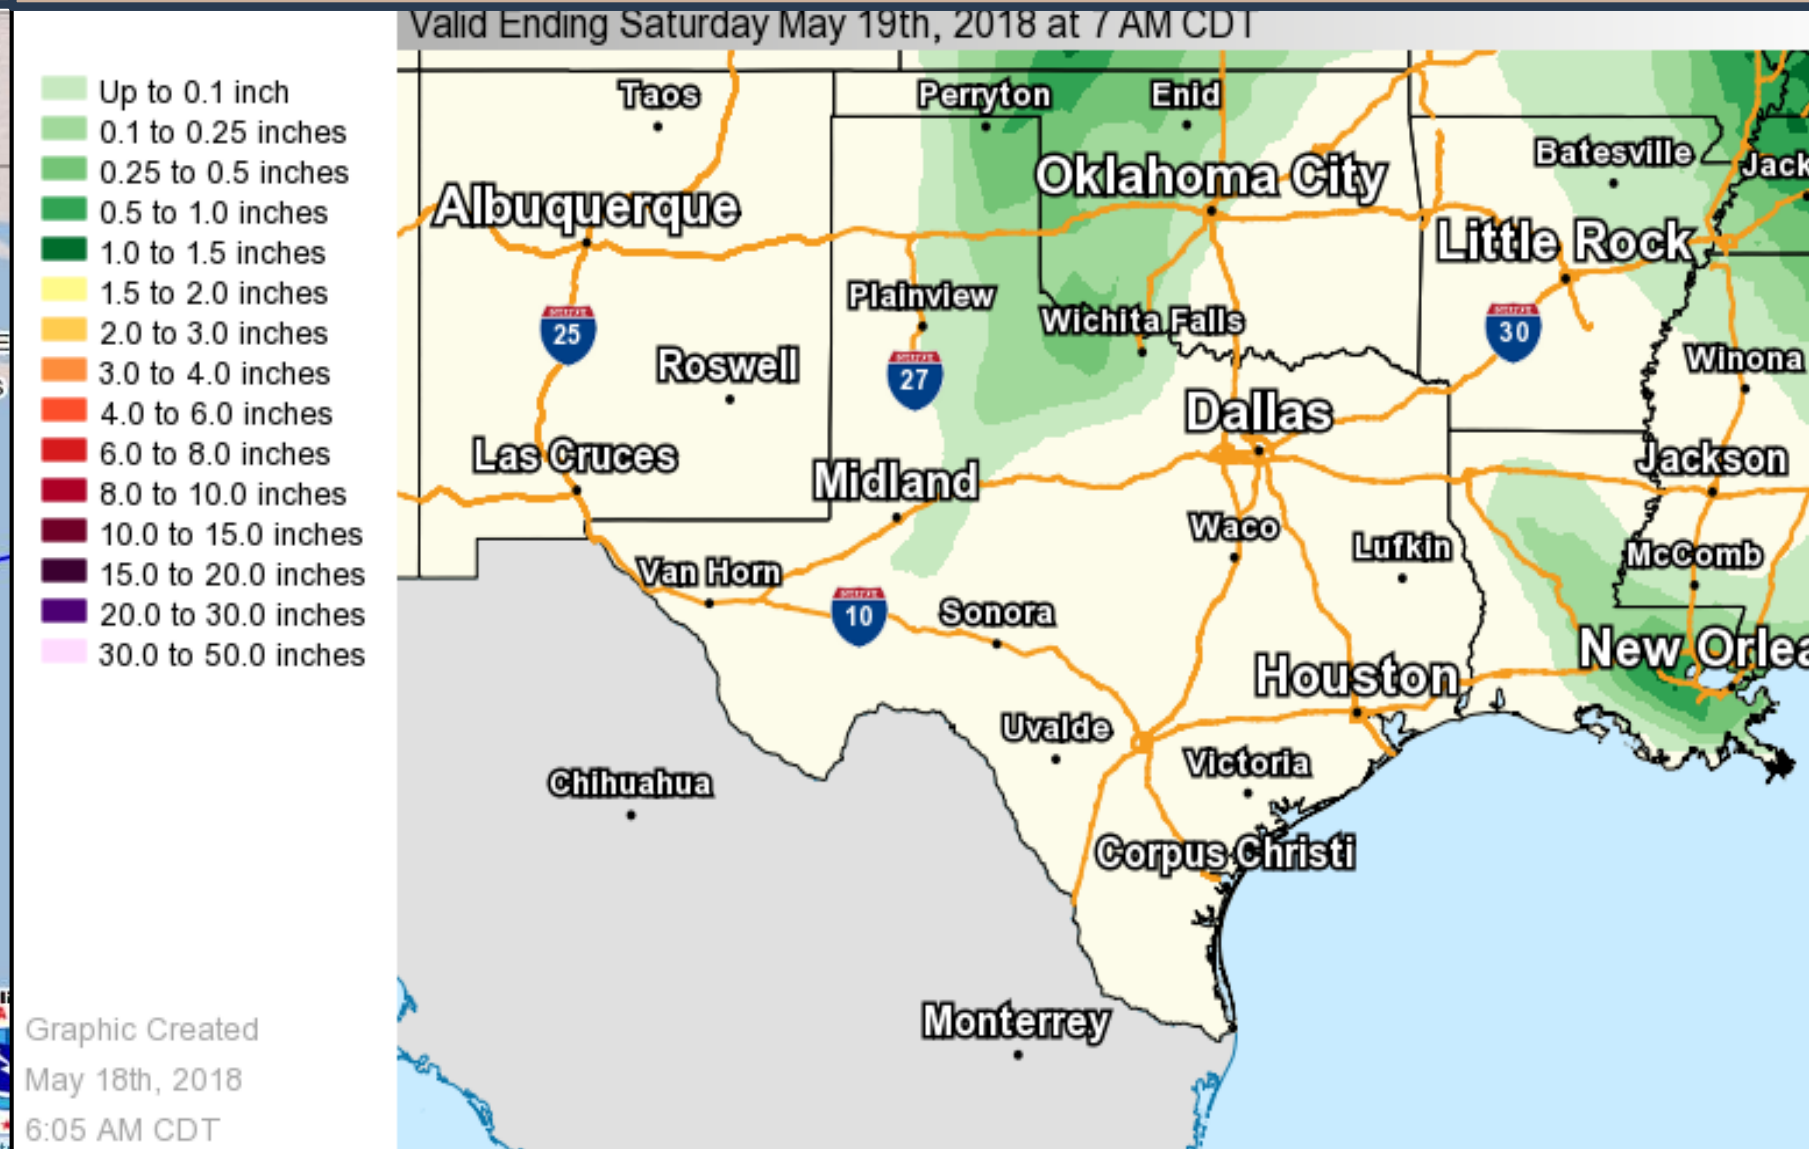 Valid Ending Saturday May 19th, 2018 at 7 AM CDT
Up to 0.1 inch
0.1 to 0.25 inches
0.25 to 0.5 inches
0.5 to 1.0 inches
1.0 to 1.5 inches
1.5 to 2.0 inches
2.0 to 3.0 inches
3.0 to 4.0 inches
4.0 to 6.0 inches
6.0 to 8.0 inches
8.0 to 10.0 inches
10.0 to 15.0 inches
15.0 to 20.0 inches
20.0 to 30.0 inches
30.0 to 50.0 inches
Graphic Created
May 18th, 2018
6:05 AM CDT
Taos
Perryton
Enid
Batesville
Jack
Oklahoma City
Albuquerque
Little Rock
Plainview
Wichita Falls
25
30
Roswell
27
Winona
Dallas
Las Cruces
Midland
Jackson
Waco
Lufkin
McComb
Van Horn
10
Sonora
New Orlea
Houston
Uvalde
Victoria
Chihuahua
Corpus Christi
Monterrey